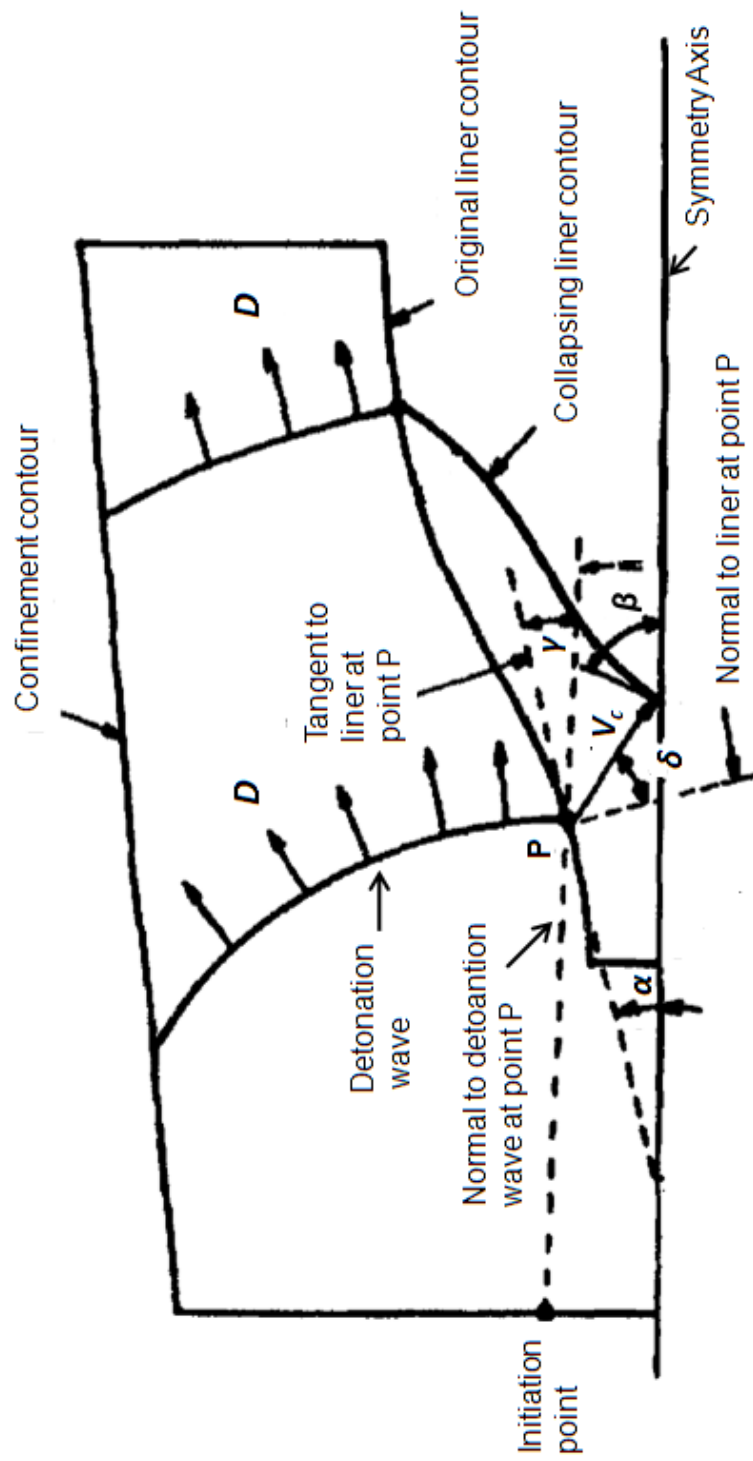 Confinement contour
D
D
Original liner contour
Tangent to
liner at
point P
Collapsing liner contour
Detonation
wave
γ
P
Normal to detoantion
wave at point P
V_c
β
Initiation
point
α
δ
Symmetry Axis
Normal to liner at point P